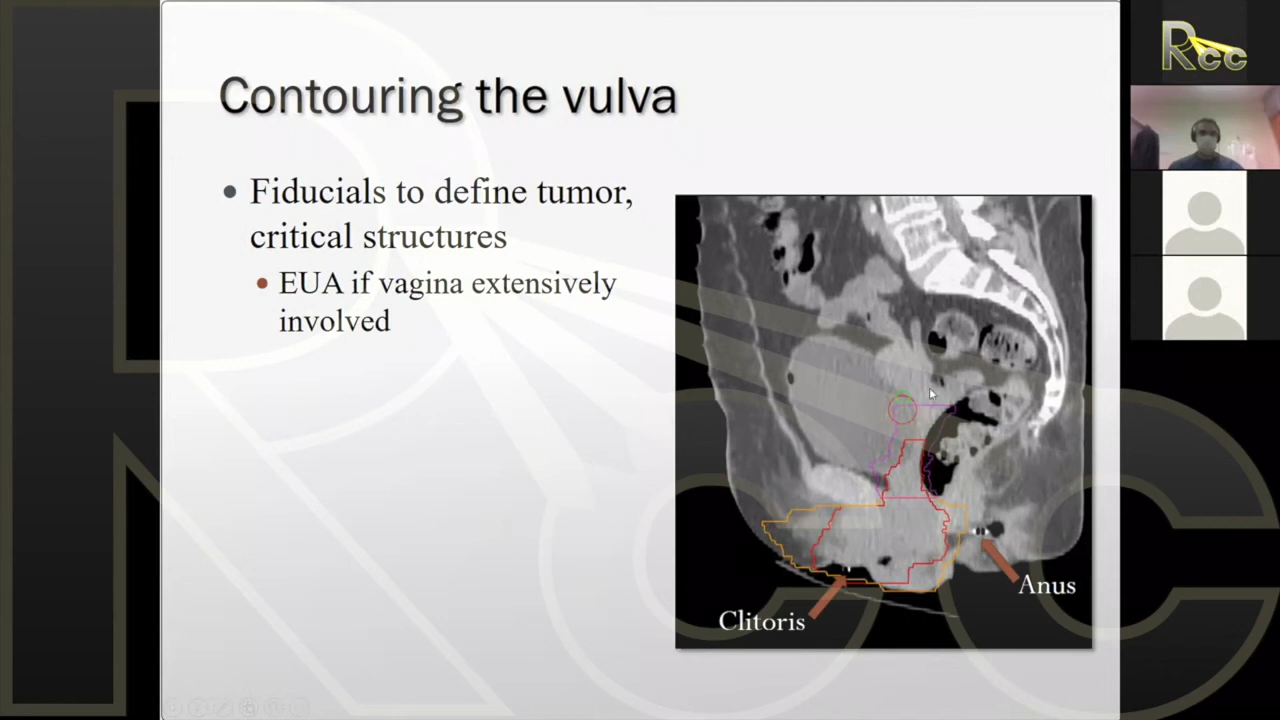 Contouring the vulva
Fiducials to define tumor,
critical structures
EUA if vagina extensively
involved
Anus
Clitoris
Rcc